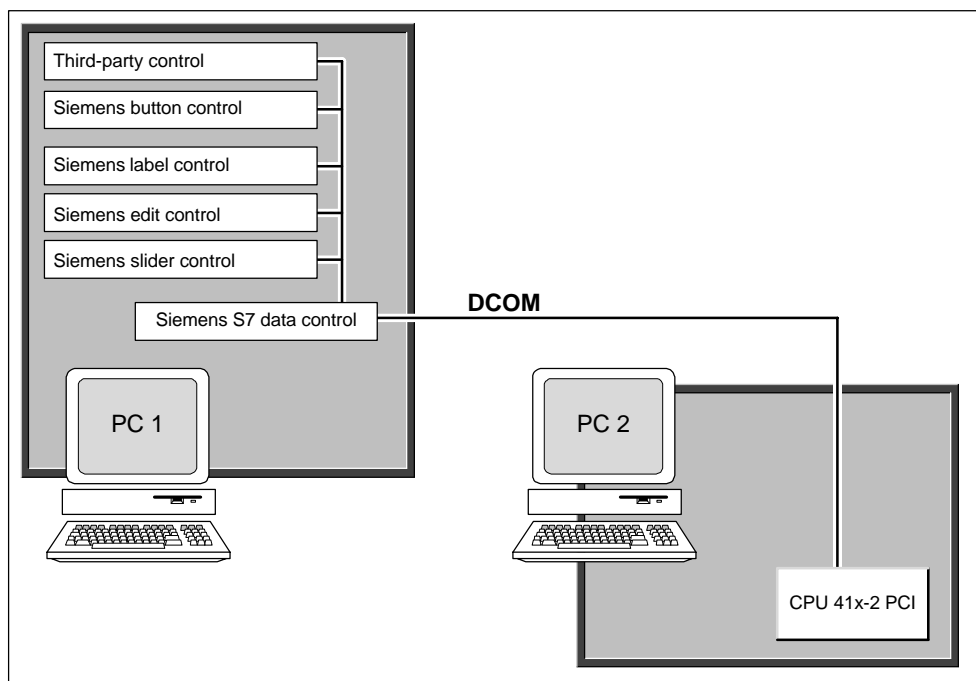 Third-party control
Siemens button control
Siemens label control
Siemens edit control
Siemens slider control
Siemens S7 data control
DCOM
PC 1
PC 2
CPU 41x-2 PCI